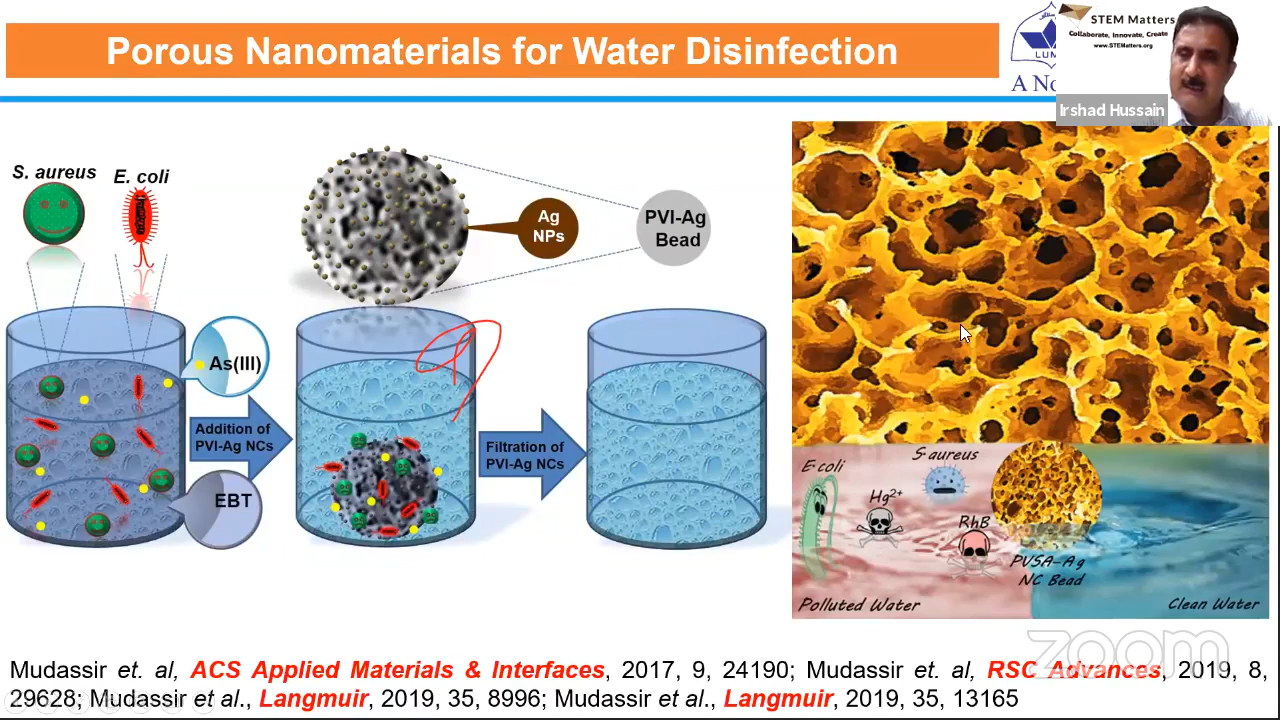 Porous Nanomaterials for Water Disinfection
LUM
A No
STEM Matters
Collaborate, Innovate, Create
www.STEMatters.org
Irshad Hussain
S. aureus
E. coli
As(III)
EBT
Addition of
PVI-Ag NCs
Ag
NPs
PVI-Ag
Bead
Filtration of
PVI-Ag NCs
E coli
Hg2+
S aureus
RhB
PVSA-Ag
NC Bead
Polluted Water
Clean Water
zoom
Mudassir et. al, ACS Applied Materials & Interfaces, 2017, 9, 24190; Mudassir et. al, RSC Advances, 2019, 8,
29628; Mudassir et al., Langmuir, 2019, 35, 8996; Mudassir et al., Langmuir, 2019, 35, 13165